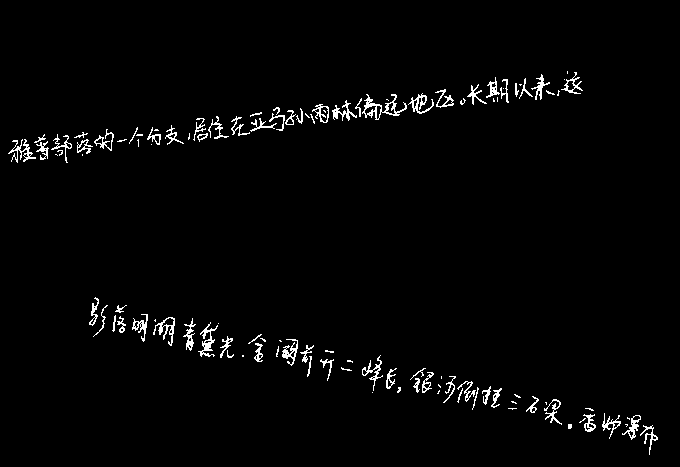 雅普部落的一个分支,居住在亚马孙雨林偏远地区。长期以来,这
影落明湖青黛光.金阙前开二峰长,银河倒挂三石梁。香炉瀑布